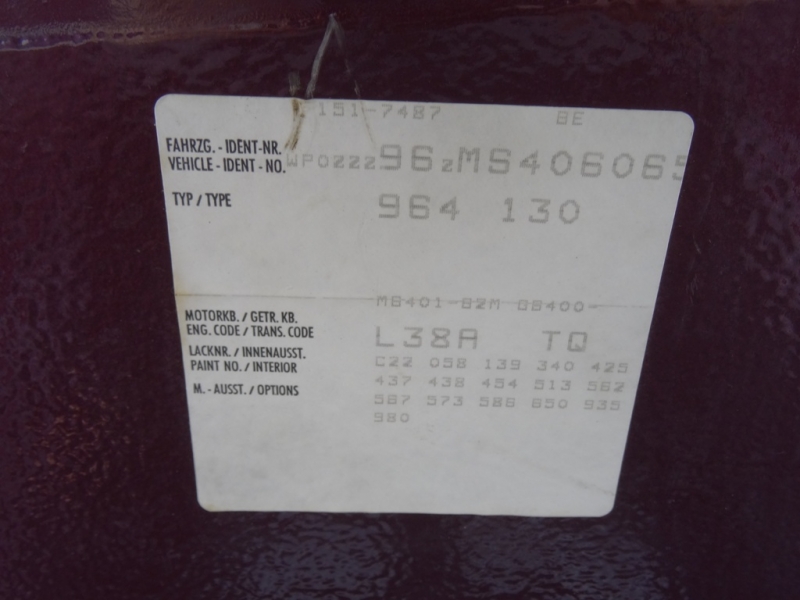 151-7487 BE
FAHRZG. - IDENT-NR.
VEHICLE - IDENT - NO. WP0ZZZ96ZMS406065
TYP / TYPE 964 130
M6401-62M G6400-
MOTORKB. / GETR. KB.
ENG. CODE / TRANS. CODE L38A TQ
LACKNR. / INNENAUSST.
PAINT NO. / INTERIOR C22 058 139 340 425
M. - AUSST. / OPTIONS 437 438 454 513 562
567 573 586 650 935
980